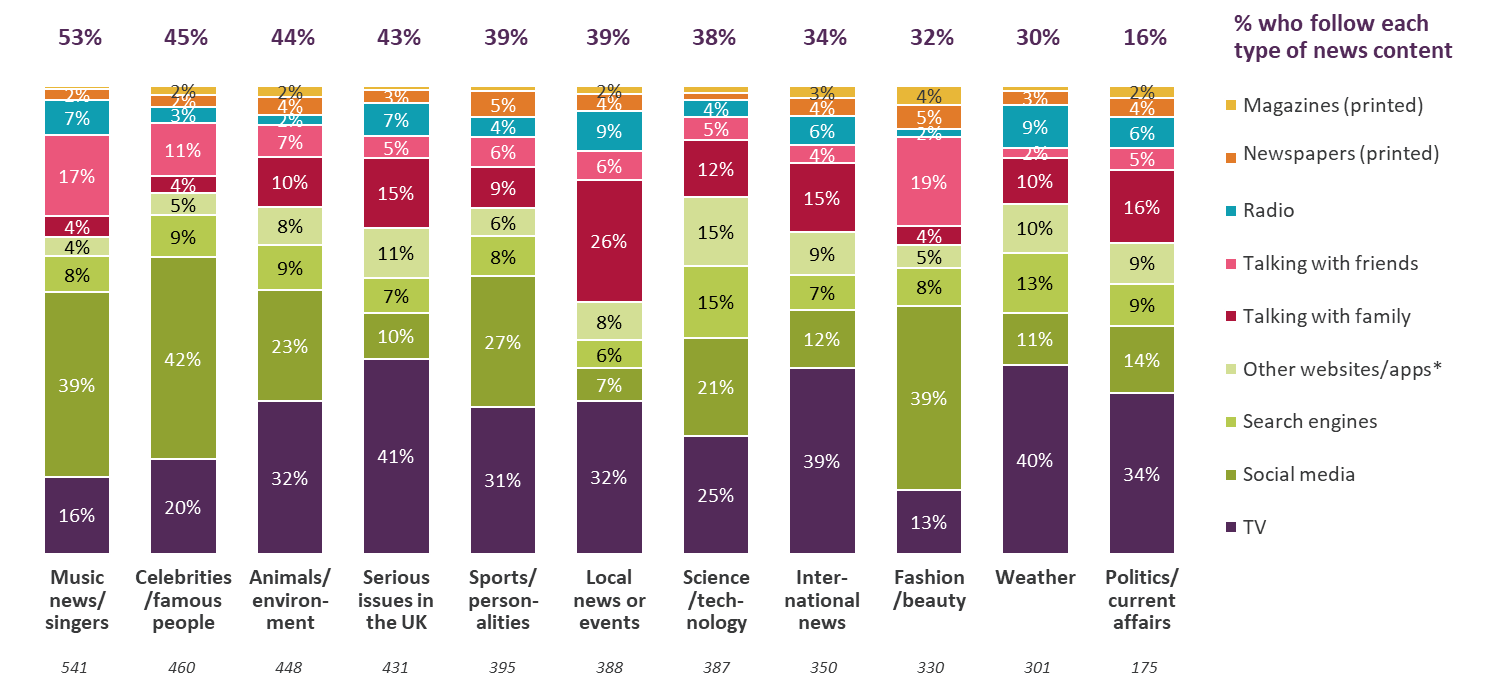 53% 45% 44% 43% 39% 39% 38% 34% 32% 30% 16%
% who follow each
type of news content
2%
7%
17%
4%
4%
8%
39%
16%
2%
2%
3%
11%
4%
5%
9%
42%
20%
2%
4%
2%
7%
10%
8%
9%
23%
32%
3%
7%
5%
15%
11%
7%
10%
41%
5%
4%
6%
9%
6%
8%
27%
31%
2%
4%
9%
6%
26%
8%
6%
7%
32%
4%
5%
12%
15%
15%
21%
25%
3%
4%
6%
4%
15%
9%
7%
12%
39%
4%
5%
2%
19%
4%
5%
8%
39%
13%
3%
9%
2%
10%
10%
13%
11%
40%
2%
4%
6%
5%
16%
9%
9%
14%
34%
Magazines (printed)
Newspapers (printed)
Radio
Talking with friends
Talking with family
Other websites/apps*
Search engines
Social media
TV
Music
news/
singers
Celebrities
/famous
people
Animals/
environ-
ment
Serious
issues in
the UK
Sports/
person-
alities
Local
news or
events
Science
/tech-
nology
Inter-
national
news
Fashion
/beauty
Weather
Politics/
current
affairs
541 460 448 431 395 388 387 350 330 301 175